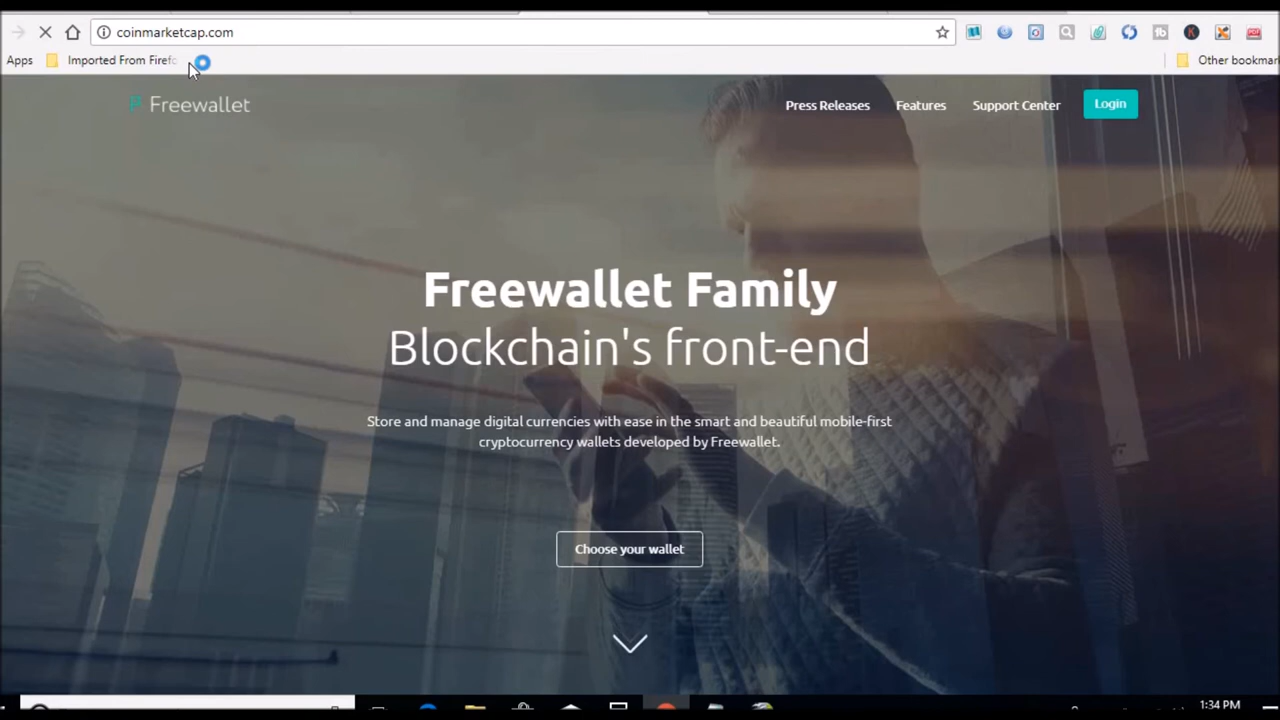 coinmarketcap.com
Apps
Imported From Firefo
Other bookmar
Freewallet
Press Releases
Features
Support Center
Login
Freewallet Family
Blockchain's front-end
Store and manage digital currencies with ease in the smart and beautiful mobile-first
cryptocurrency wallets developed by Freewallet.
Choose your wallet
1:34 PM